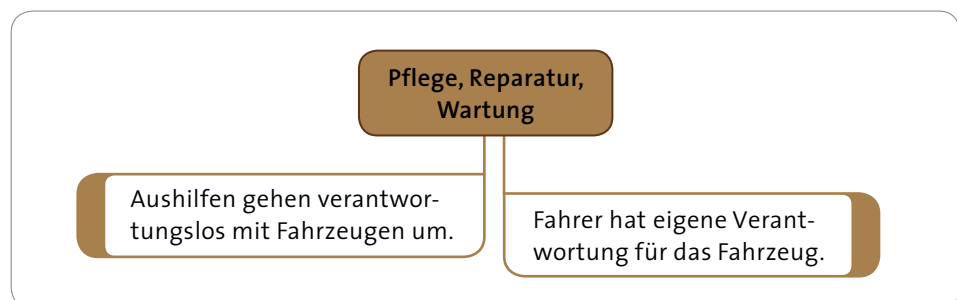 Pflege, Reparatur,
Wartung
Aushilfen gehen verantwor-
tungslos mit Fahrzeugen um.
Fahrer hat eigene Verant-
wortung für das Fahrzeug.